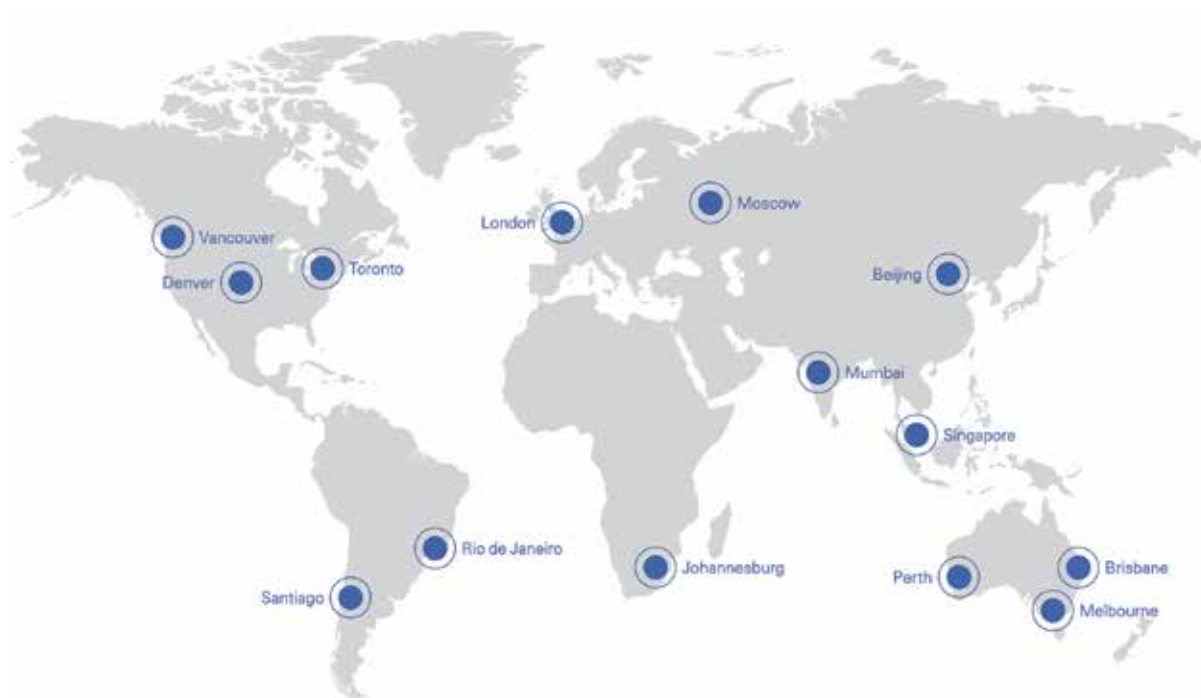 Moscow
London
Vancouver
Toronto
Beijing
Denver
Mumbai
Singapore
Rio de Janeiro
Johannesburg
Brisbane
Perth
Santiago
Melbourne